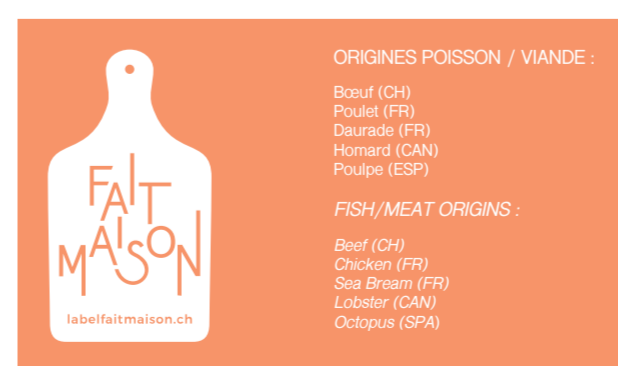 FAIT
MAISON
labelfaitmaison.ch
ORIGINES POISSON / VIANDE :
Bœuf (CH)
Poulet (FR)
Daurade (FR)
Homard (CAN)
Poulpe (ESP)
FISH/MEAT ORIGINS :
Beef (CH)
Chicken (FR)
Sea Bream (FR)
Lobster (CAN)
Octopus (SPA)